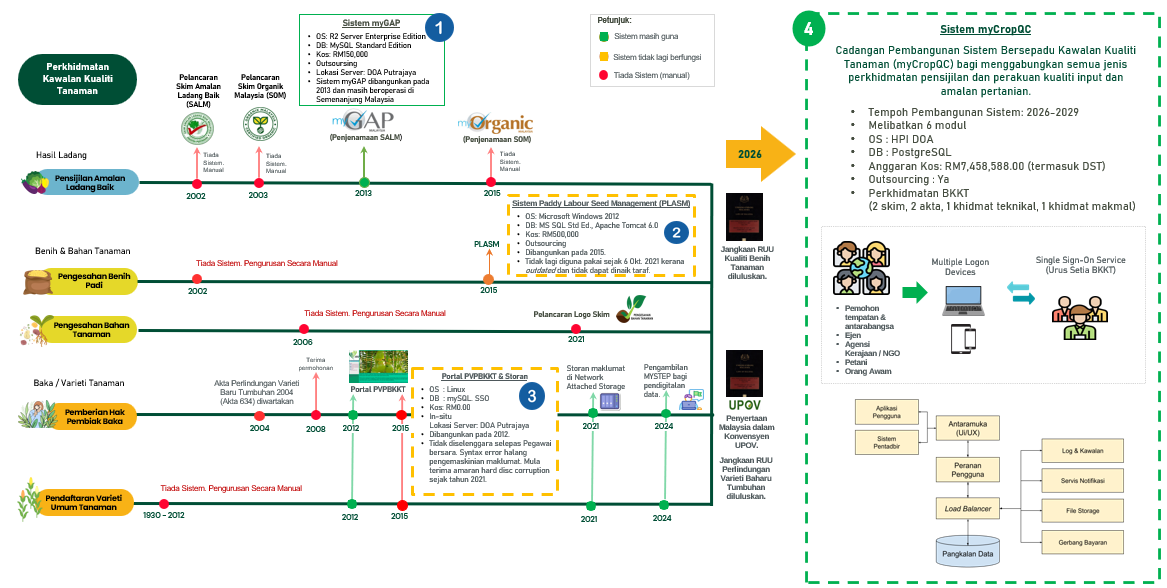 Perkhidmatan
Kawalan Kualiti
Tanaman
Pelancaran
Skim Amalan
Ladang Baik
(SALM)
Pelancaran
Skim Organik
Malaysia (SOM)
Sistem myGAP
1
• OS: R2 Server Enterprise Edition
• DB: MySQL Standard Edition
• Kos: RM150,000
• Outsourcing
• Lokasi Server: DOA Putrajaya
• Sistem myGAP dibangunkan pada
2013 dan masih beroperasi di
Semenanjung Malaysia
Petunjuk:
Sistem masih guna
Sistem tidak lagi berfungsi
Tiada Sistem (manual)
myGAP
(Penjenamaan SALM)
myOrganic
(Penjenamaan SOM)
Hasil Ladang
Tiada
Sistem.
Manual
Tiada
Sistem.
Manual
Tiada
Sistem.
Manual
Pensijilan Amalan
Ladang Baik
2002
2003
2013
2015
Sistem Paddy Labour Seed Management (PLASM)
• OS: Microsoft Windows 2012
• DB: MS SQL Std Ed., Apache Tomcat 6.0
• Kos: RM500,000
• Outsourcing
• Dibangunkan pada 2015.
• Tidak lagi diguna pakai sejak 6 Okt. 2021 kerana
outdated dan tidak dapat dinaik taraf.
2
PLASM
Benih & Bahan Tanaman
Tiada Sistem. Pengurusan Secara Manual
Pengesahan Benih
Padi
2002
2015
Jangkaan RUU
Kualiti Benih
Tanaman
diluluskan.
Tiada Sistem. Pengurusan Secara Manual
Pelancaran Logo Skim
Pengesahan Bahan
Tanaman
2006
2021
Baka / Varieti Tanaman
Akta Perlindungan Varieti
Baru Tumbuhan 2004
(Akta 634) diwartakan
Terima
permohonan
Portal PVPBKKT
Portal PVPBKKT & Storan
• OS : Linux
• DB : mySQL. SSO
• Kos: RM0.00
• In-situ
Lokasi Server: DOA Putrajaya
• Dibangunkan pada 2012.
• Tidak diselenggara selepas Pegawai
bersara. Syntax error halang
pengemaskinian maklumat. Mula
terima amaran hard disc corruption
sejak tahun 2021.
3
Storan maklumat
di Network
Attached Storage
Pengambilan
MYSTEP bagi
pendigitalan
data.
Pemberian Hak
Pembiak Baka
2004
2008
2012
2015
2021
2024
UPOV
Penyertaan
Malaysia dalam
Konvensyen
UPOV.
Jangkaan RUU
Perlindungan
Varieti Baharu
Tumbuhan
diluluskan.
Tiada Sistem. Pengurusan Secara Manual
Pendaftaran Varieti
Umum Tanaman
1930 - 2012
2012
2015
2021
2024
2026
4
Sistem myCropQC
Cadangan Pembangunan Sistem Bersepadu Kawalan Kualiti
Tanaman (myCropQC) bagi menggabungkan semua jenis
perkhidmatan pensijilan dan perakuan kualiti input dan
amalan pertanian.
• Tempoh Pembangunan Sistem: 2026-2029
• Melibatkan 6 modul
• OS : HPI DOA
• DB : PostgreSQL
• Anggaran Kos: RM7,458,588.00 (termasuk DST)
• Outsourcing : Ya
• Perkhidmatan BKKT
(2 skim, 2 akta, 1 khidmat teknikal, 1 khidmat makmal)
Multiple Logon
Devices
Single Sign-On Service
(Urus Setia BKKT)
• Pemohon
tempatan &
antarabangsa
• Ejen
• Agensi
Kerajaan / NGO
• Petani
• Orang Awam
Aplikasi
Pengguna
Sistem
Pentadbir
Antaramuka
(UI/UX)
Peranan
Pengguna
Load Balancer
Pangkalan Data
Log & Kawalan
Servis Notifikasi
File Storage
Gerbang Bayaran